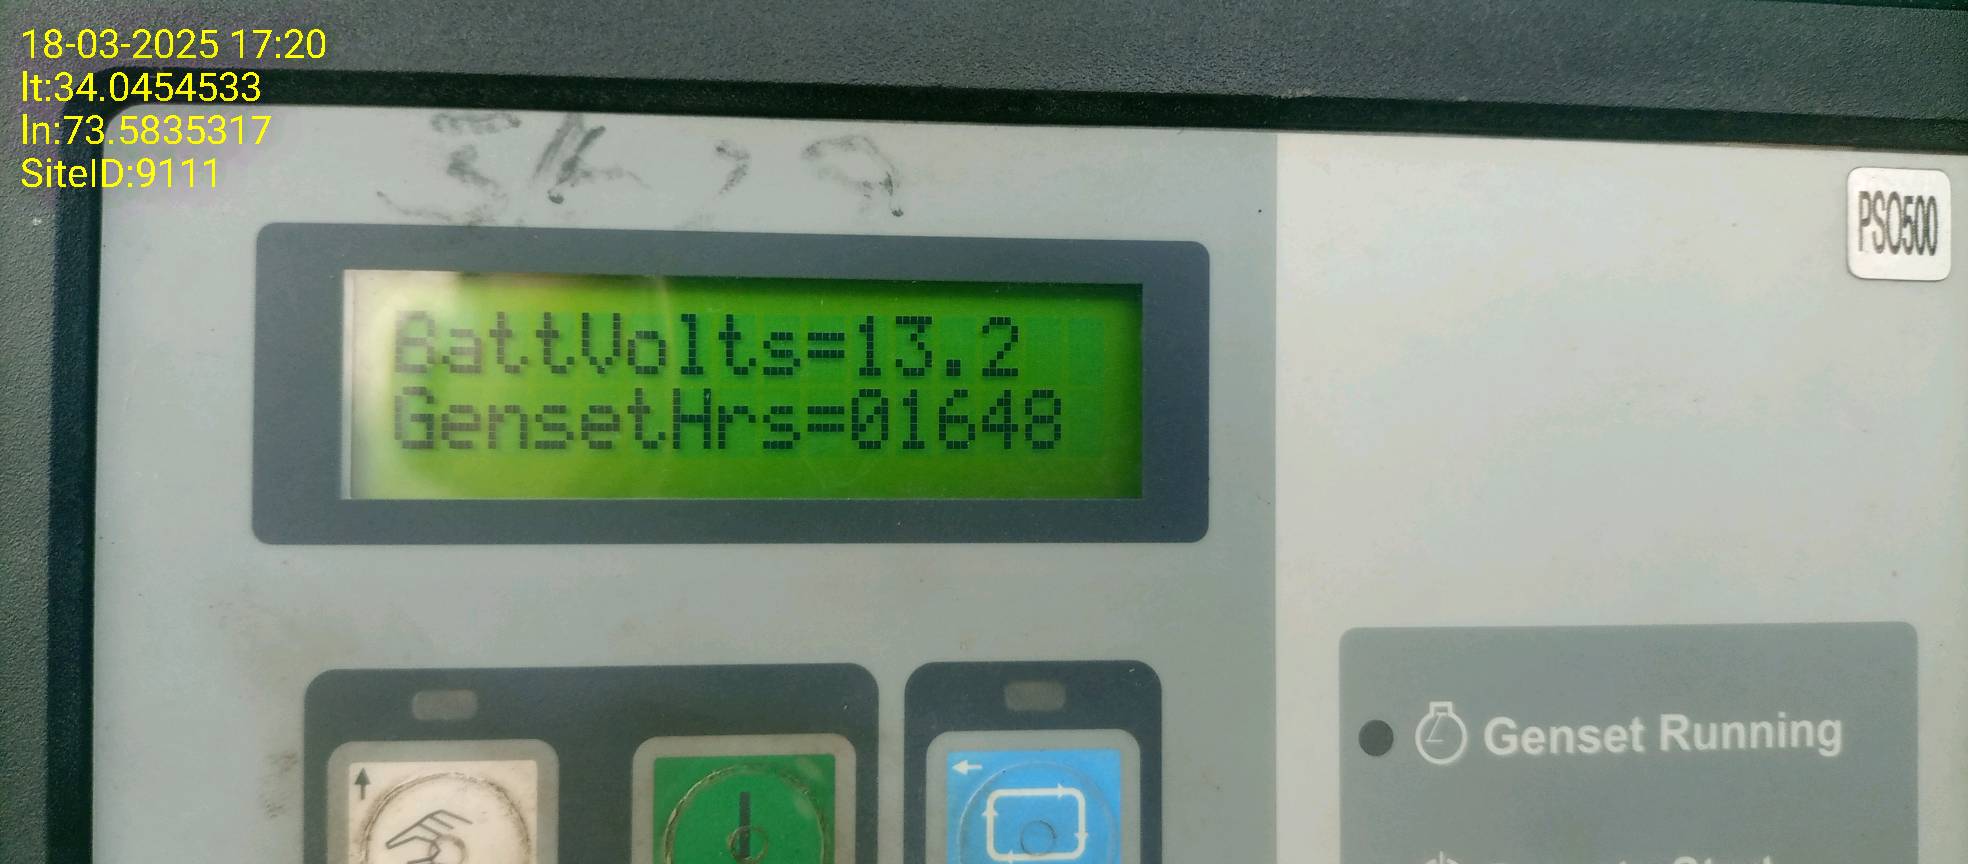 18-03-2025 17:20
lt:34.0454533
ln:73.5835317
SiteID:9111
PSO500
BattVolts=13.2
GensetHrs=01648
Genset Running